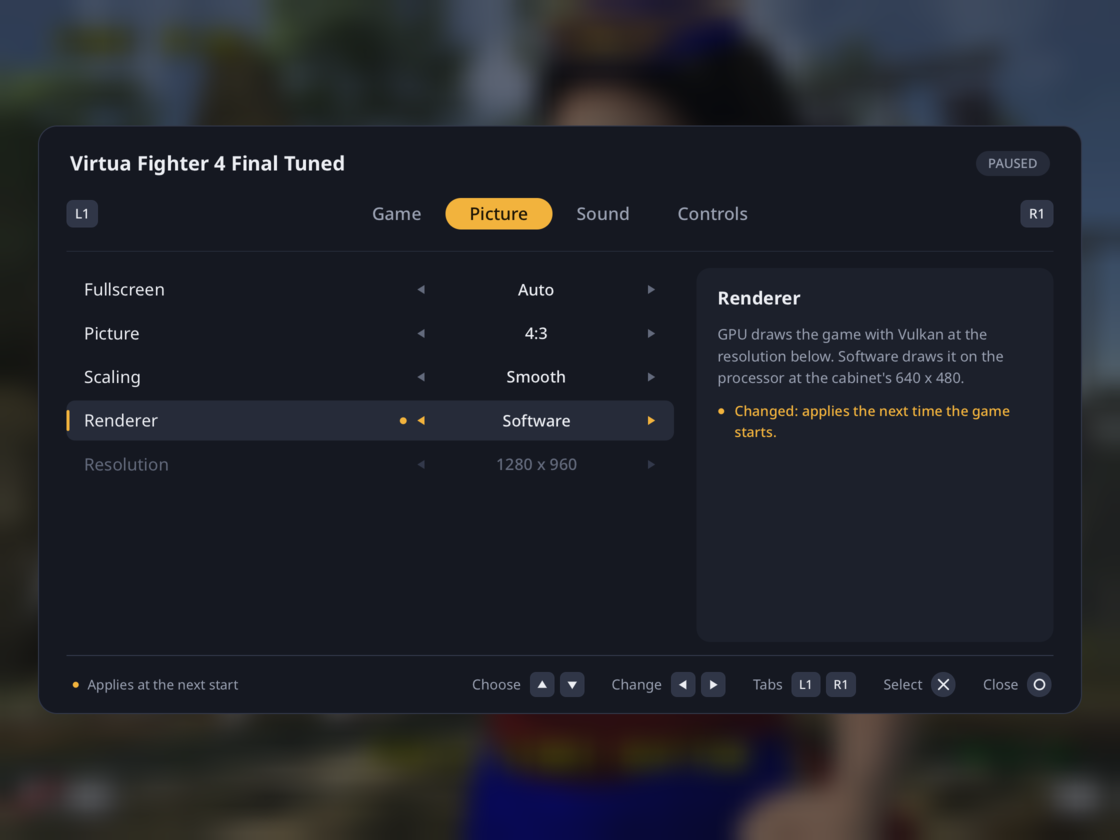 Virtua Fighter 4 Final Tuned
PAUSED
L1
Game
Picture
Sound
Controls
R1
Fullscreen
Auto
Picture
4:3
Scaling
Smooth
Renderer
Software
Resolution
1280 x 960
Renderer
GPU draws the game with Vulkan at the
resolution below. Software draws it on the
processor at the cabinet's 640 x 480.
Changed: applies the next time the game
starts.
Applies at the next start
Choose
Change
Tabs
L1
R1
Select
Close